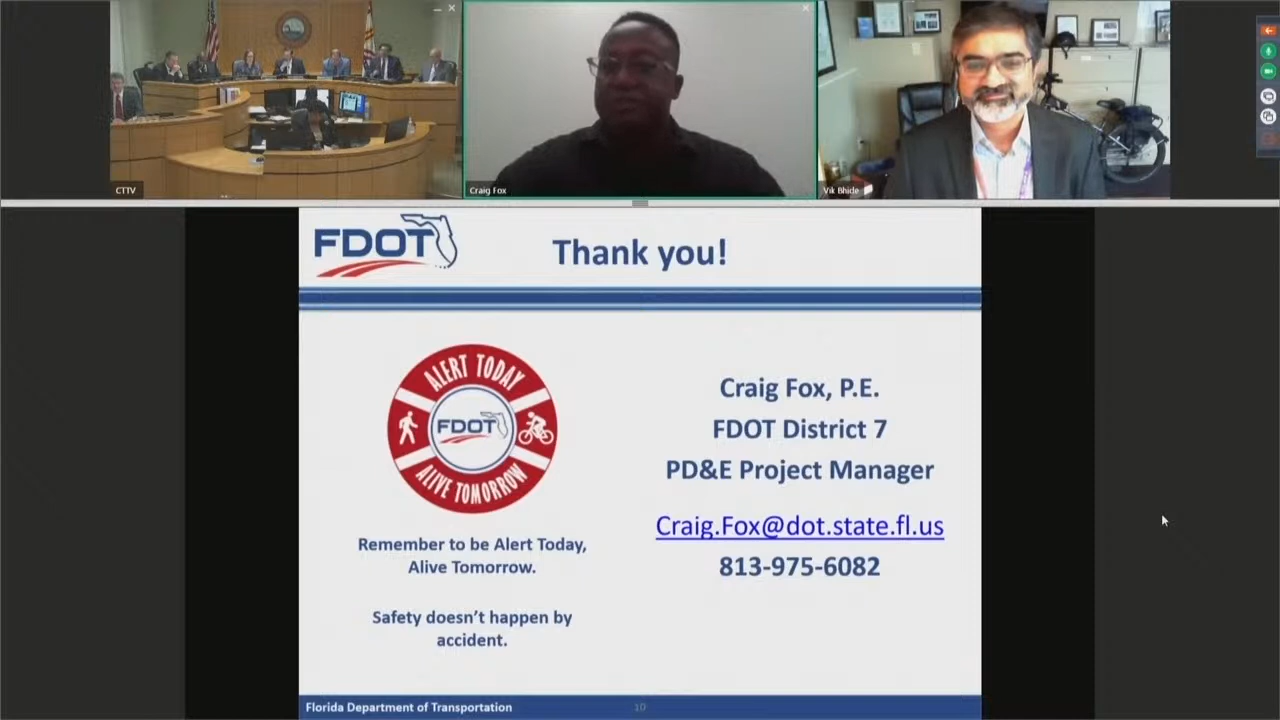 CTTV
Craig Fox
Vik Bhide
FDOT
Thank you!
ALERT TODAY
FDOT
ALIVE TOMORROW
Remember to be Alert Today,
Alive Tomorrow.
Safety doesn't happen by
accident.
Craig Fox, P.E.
FDOT District 7
PD&E Project Manager
Craig.Fox@dot.state.fl.us
813-975-6082
Florida Department of Transportation
10